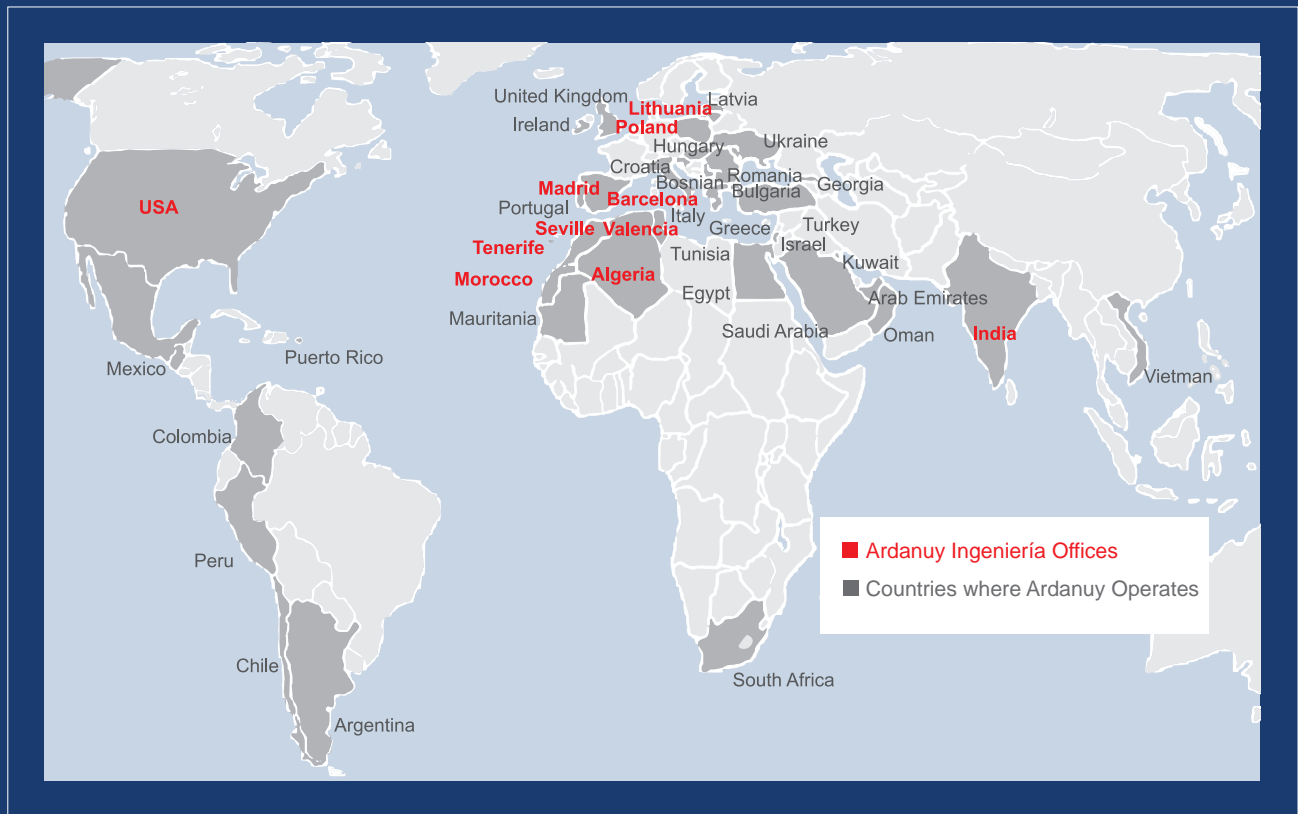 United Kingdom
Latvia
Lithuania
Ireland
Poland
Ukraine
Hungary
Croatia
Romania
Bosnian
Bulgaria
Georgia
Madrid
Barcelona
USA
Portugal
Italy
Seville
Valencia
Greece
Turkey
Tenerife
Israel
Tunisia
Kuwait
Morocco
Algeria
Egypt
Arab Emirates
Mauritania
Saudi Arabia
Oman
India
Puerto Rico
Mexico
Vietman
Colombia
Peru
Chile
Argentina
South Africa
Ardanuy Ingeniería Offices
Countries where Ardanuy Operates